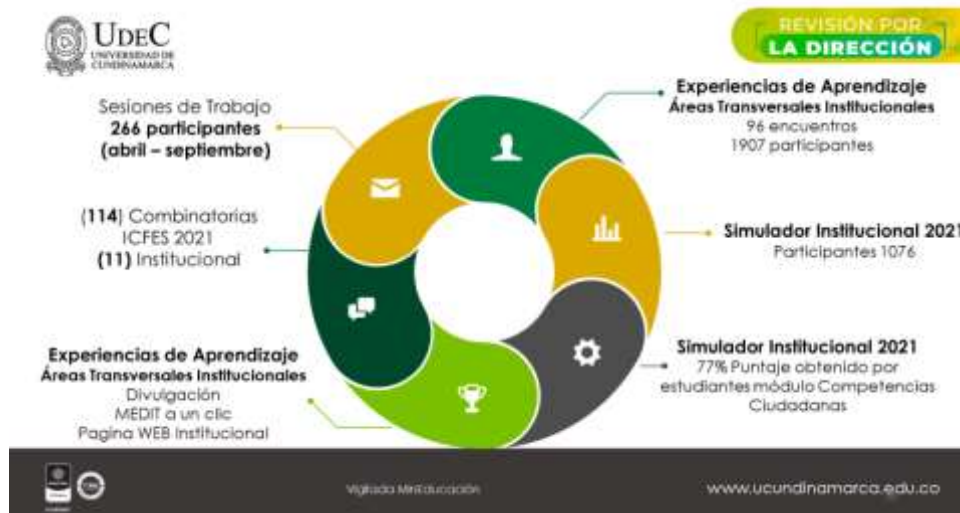 UDEC
UNIVERSIDAD DE
CUNDINAMARCA
REVISIÓN POR
LA DIRECCIÓN
Sesiones de Trabajo
266 participantes
(abril – septiembre)
Experiencias de Aprendizaje
Áreas Transversales Institucionales
96 encuentros
1907 participantes
(114) Combinatorias
ICFES 2021
(11) Institucional
Simulador Institucional 2021
Participantes 1076
Experiencias de Aprendizaje
Áreas Transversales Institucionales
Divulgación
MEDIT a un clic
Pagina WEB Institucional
Simulador Institucional 2021
77% Puntaje obtenido por
estudiantes módulo Competencias
Ciudadanas
Vigilada MinEducación
www.ucundinamarca.edu.co